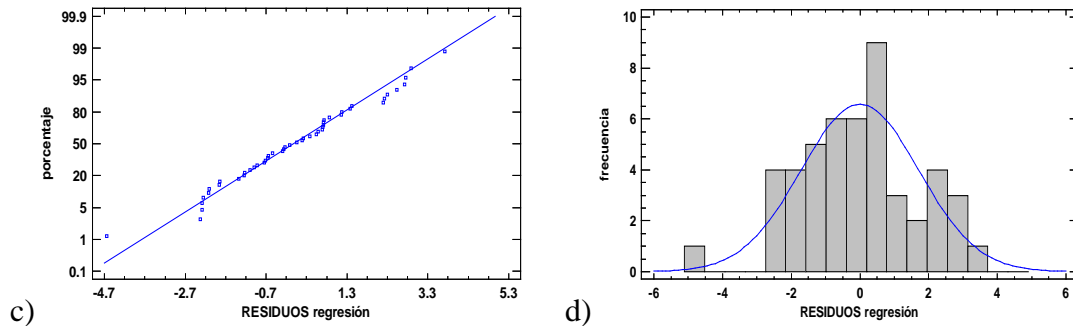 99.9
99
95
80
50
20
5
1
0.1
porcentaje
-4.7 -2.7 -0.7 1.3 3.3 5.3
RESIDUOS regresión
c)
10
8
6
4
2
0
frecuencia
-6 -4 -2 0 2 4 6
RESIDUOS regresión
d)